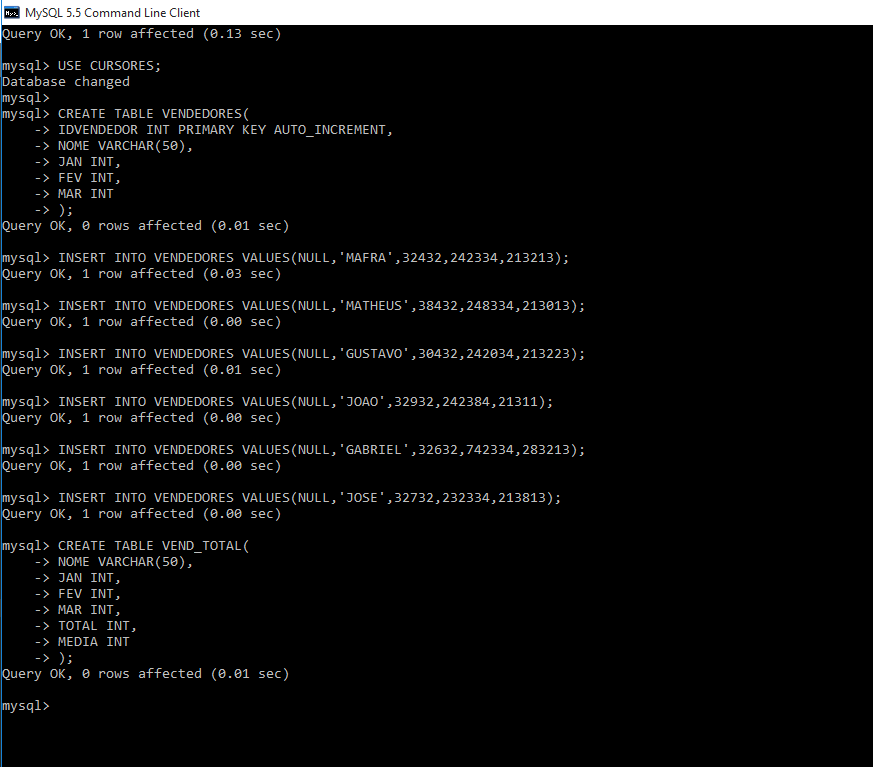 MySQL 5.5 Command Line Client
Query OK, 1 row affected (0.13 sec)
mysql> USE CURSORES;
Database changed
mysql>
mysql> CREATE TABLE VENDEDORES(
    -> IDVENDEDOR INT PRIMARY KEY AUTO_INCREMENT,
    -> NOME VARCHAR(50),
    -> JAN INT,
    -> FEV INT,
    -> MAR INT
    -> );
Query OK, 0 rows affected (0.01 sec)
mysql> INSERT INTO VENDEDORES VALUES(NULL,'MAFRA',32432,242334,213213);
Query OK, 1 row affected (0.03 sec)
mysql> INSERT INTO VENDEDORES VALUES(NULL,'MATHEUS',38432,248334,213013);
Query OK, 1 row affected (0.00 sec)
mysql> INSERT INTO VENDEDORES VALUES(NULL,'GUSTAVO',30432,242034,213223);
Query OK, 1 row affected (0.01 sec)
mysql> INSERT INTO VENDEDORES VALUES(NULL,'JOAO',32932,242384,21311);
Query OK, 1 row affected (0.00 sec)
mysql> INSERT INTO VENDEDORES VALUES(NULL,'GABRIEL',32632,742334,283213);
Query OK, 1 row affected (0.00 sec)
mysql> INSERT INTO VENDEDORES VALUES(NULL,'JOSE',32732,232334,213813);
Query OK, 1 row affected (0.00 sec)
mysql> CREATE TABLE VEND_TOTAL(
    -> NOME VARCHAR(50),
    -> JAN INT,
    -> FEV INT,
    -> MAR INT,
    -> TOTAL INT,
    -> MEDIA INT
    -> );
Query OK, 0 rows affected (0.01 sec)
mysql>